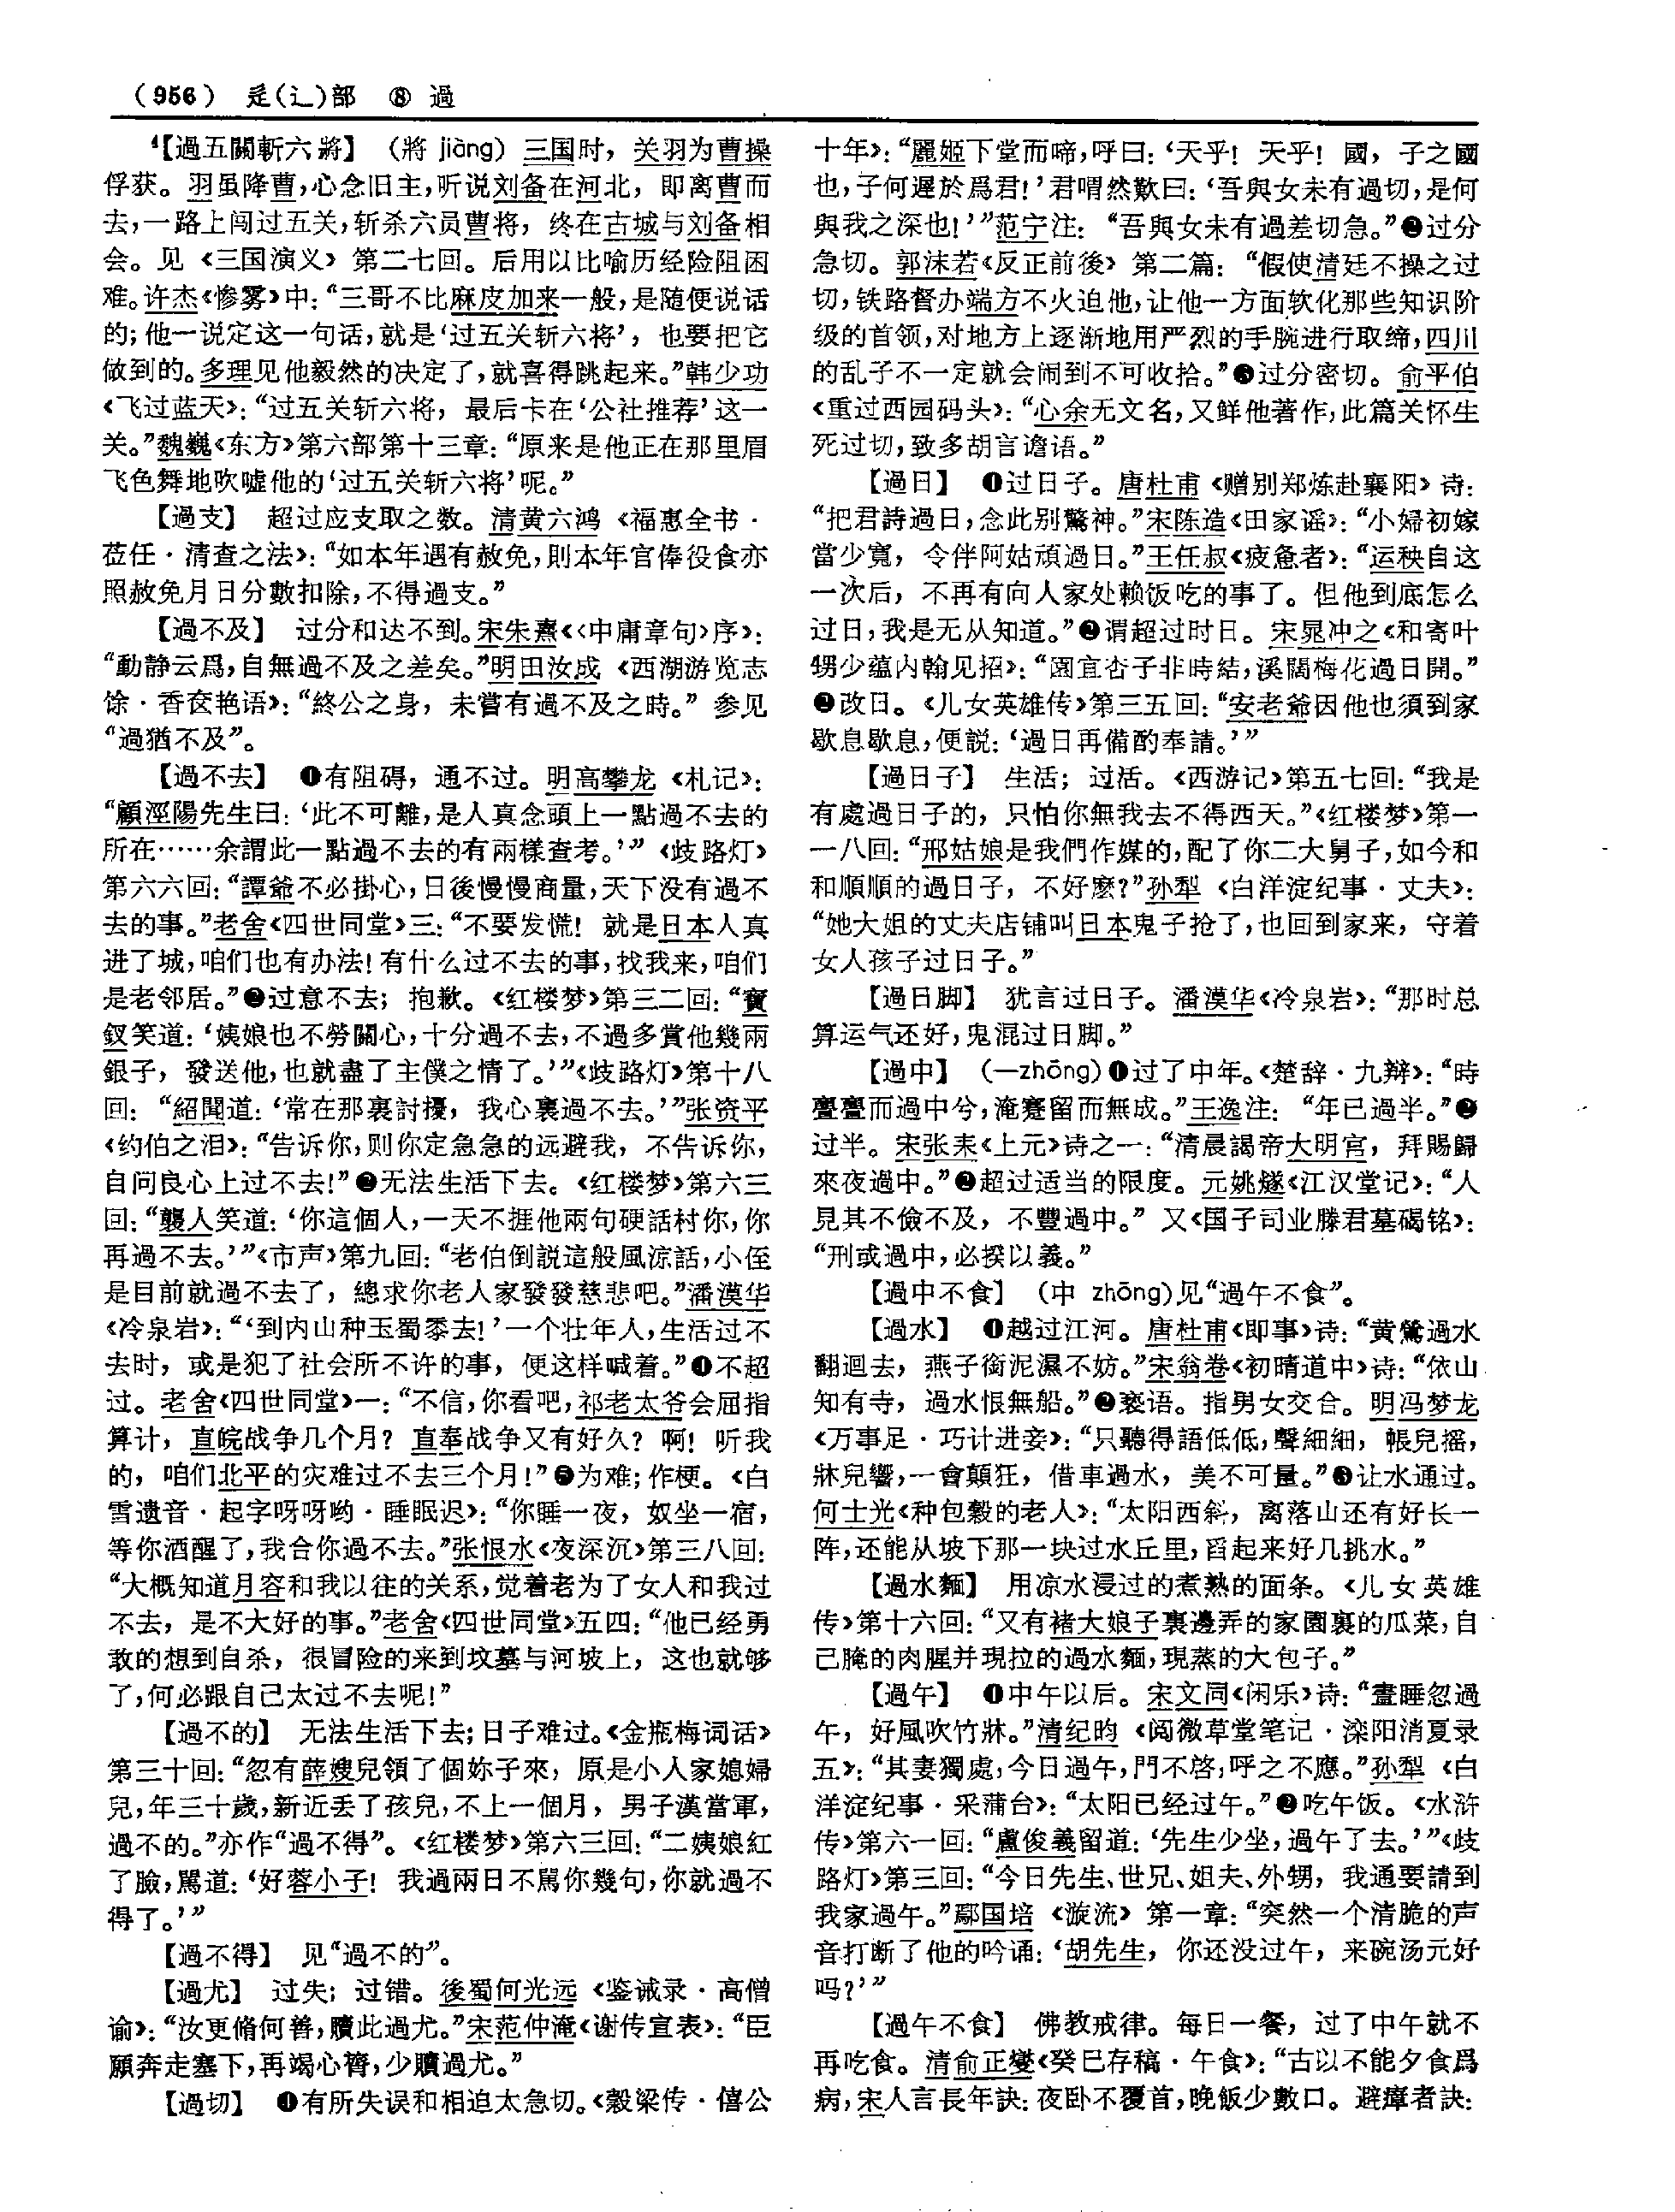 (956) 辵(辶)部 ⑧ 過
⁴【過五關斬六將】 (將 jiāng) 三国时，关羽为曹操
俘获。羽虽降曹，心念旧主，听说刘备在河北，即离曹而
去，一路上闯过五关，斩杀六员曹将，终在古城与刘备相
会。见《三国演义》第二七回。后用以比喻历经险阻困
难。许杰《惨雾》中：“三哥不比麻皮加来一般，是随便说话
的；他一说定这一句话，就是‘过五关斩六将’，也要把它
做到的。多理见他毅然的决定了，就喜得跳起来。”韩少功
《飞过蓝天》：“过五关斩六将，最后卡在‘公社推荐’这一
关。”魏巍《东方》第六部第十三章：“原来是他正在那里眉
飞色舞地吹嘘他的‘过五关斩六将’呢。”
【過支】 超过应支取之数。清黄六鸿《福惠全书·
莅任·清查之法》：“如本年遇有赦免，則本年官俸役食亦
照赦免月日分數扣除，不得過支。”
【過不及】 过分和达不到。宋朱熹《〈中庸章句〉序》：
“動静云爲，自無過不及之差矣。”明田汝成《西湖游览志
馀·香奁艳语》：“終公之身，未嘗有過不及之時。”参见
“過猶不及”。
【過不去】 ❶有阻碍，通不过。明高攀龙《札记》：
“顧涇陽先生曰：‘此不可離，是人真念頭上一點過不去的
所在……余謂此一點過不去的有兩樣查考。’”《歧路灯》
第六六回：“譚爺不必掛心，日後慢慢商量，天下没有過不
去的事。”老舍《四世同堂》三：“不要发慌！就是日本人真
进了城，咱们也有办法！有什么过不去的事，找我来，咱们
是老邻居。”❷过意不去；抱歉。《红楼梦》第三二回：“寶
釵笑道：‘姨娘也不勞關心，十分過不去，不過多賞他幾兩
銀子，發送他，也就盡了主僕之情了。’”《歧路灯》第十八
回：“紹聞道：‘常在那裏討擾，我心裏過不去。’”张资平
《约伯之泪》：“告诉你，则你定急急的远避我，不告诉你，
自问良心上过不去！”❷无法生活下去。《红楼梦》第六三
回：“襲人笑道：‘你這個人，一天不捱他兩句硬話村你，你
再過不去。’”《市声》第九回：“老伯倒説這般風涼話，小侄
是目前就過不去了，總求你老人家發發慈悲吧。”潘漠华
《冷泉岩》：“‘到内山种玉蜀黍去！’一个壮年人，生活过不
去时，或是犯了社会所不许的事，便这样喊着。”❶不超
过。老舍《四世同堂》一：“不信，你看吧，祁老太爷会屈指
算计，直皖战争几个月？直奉战争又有好久？啊！听我
的，咱们北平的灾难过不去三个月！”❺为难；作梗。《白
雪遗音·起字呀呀哟·睡眠迟》：“你睡一夜，奴坐一宿，
等你酒醒了，我合你過不去。”张恨水《夜深沉》第三八回：
“大概知道月容和我以往的关系，觉着老为了女人和我过
不去，是不大好的事。”老舍《四世同堂》五四：“他已经勇
敢的想到自杀，很冒险的来到坟墓与河坡上，这也就够
了，何必跟自己太过不去呢！”
【過不的】 无法生活下去；日子难过。《金瓶梅词话》
第三十回：“忽有薛嫂兒領了個妳子來，原是小人家媳婦
兒，年三十歲，新近丢了孩兒，不上一個月，男子漢當軍，
過不的。”亦作“過不得”。《红楼梦》第六三回：“二姨娘紅
了臉，駡道：‘好蓉小子！我過兩日不駡你幾句，你就過不
得了。’”
【過不得】 见“過不的”。
【過尤】 过失；过错。後蜀何光远《鉴诫录·高僧
谕》：“汝更脩何善，贖此過尤。”宋范仲淹《谢传宣表》：“臣
願奔走塞下，再竭心膂，少贖過尤。”
【過切】 ❶有所失误和相迫太急切。《穀梁传·僖公
十年》：“麗姬下堂而啼，呼曰：‘天乎！天乎！國，子之國
也，子何遲於爲君！’君喟然歎曰：‘吾與女未有過切，是何
與我之深也！’”范宁注：“吾與女未有過差切急。”❷过分
急切。郭沫若《反正前後》第二篇：“假使清廷不操之过
切，铁路督办端方不火迫他，让他一方面软化那些知识阶
级的首领，对地方上逐渐地用严烈的手腕进行取缔，四川
的乱子不一定就会闹到不可收拾。”❸过分密切。俞平伯
《重过西园码头》：“心余无文名，又鲜他著作，此篇关怀生
死过切，致多胡言谵语。”
【過日】 ❶过日子。唐杜甫《赠别郑炼赴襄阳》诗：
“把君詩過日，念此别驚神。”宋陈造《田家谣》：“小婦初嫁
當少寬，令伴阿姑頑過日。”王任叔《疲惫者》：“运秧自这
一次后，不再有向人家处赖饭吃的事了。但他到底怎么
过日，我是无从知道。”❷谓超过时日。宋晁冲之《和寄叶
甥少蕴内翰见招》：“園宜杏子非時結，溪闊梅花過日開。”
❷改日。《儿女英雄传》第三五回：“安老爺因他也須到家
歇息歇息，便説：‘過日再備酌奉請。’”
【過日子】 生活；过活。《西游记》第五七回：“我是
有處過日子的，只怕你無我去不得西天。”《红楼梦》第一
一八回：“邢姑娘是我們作媒的，配了你二大舅子，如今和
和順順的過日子，不好麽？”孙犁《白洋淀纪事·丈夫》：
“她大姐的丈夫店铺叫日本鬼子抢了，也回到家来，守着
女人孩子过日子。”
【過日脚】 犹言过日子。潘漠华《冷泉岩》：“那时总
算运气还好，鬼混过日脚。”
【過中】 (—zhōng)❶过了中年。《楚辞·九辩》：“時
亹亹而過中兮，淹蹇留而無成。”王逸注：“年已過半。”❷
过半。宋张耒《上元》诗之一：“清晨謁帝大明宫，拜賜歸
來夜過中。”❷超过适当的限度。元姚燧《江汉堂记》：“人
見其不儉不及，不豐過中。”又《国子司业滕君墓碣铭》：
“刑或過中，必揆以義。”
【過中不食】 (中 zhōng)见“過午不食”。
【過水】 ❶越过江河。唐杜甫《即事》诗：“黄鶯過水
翻迴去，燕子銜泥濕不妨。”宋翁卷《初晴道中》诗：“依山
知有寺，過水恨無船。”❷亵语。指男女交合。明冯梦龙
《万事足·巧计进妾》：“只聽得語低低，聲細細，帳兒摇，
牀兒響，一會顛狂，借車過水，美不可量。”❸让水通过。
何士光《种包穀的老人》：“太阳西斜，离落山还有好长一
阵，还能从坡下那一块过水丘里，舀起来好几挑水。”
【過水麵】 用凉水浸过的煮熟的面条。《儿女英雄
传》第十六回：“又有褚大娘子裏邊弄的家園裏的瓜菜，自
己腌的肉腥并現拉的過水麵，現蒸的大包子。”
【過午】 ❶中午以后。宋文同《闲乐》诗：“晝睡忽過
午，好風吹竹牀。”清纪昀《阅微草堂笔记·滦阳消夏录
五》：“其妻獨處，今日過午，門不啓，呼之不應。”孙犁《白
洋淀纪事·采蒲台》：“太阳已经过午。”❷吃午饭。《水浒
传》第六一回：“盧俊義留道：‘先生少坐，過午了去。’”《歧
路灯》第三回：“今日先生、世兄、姐夫、外甥，我通要請到
我家過午。”鄢国培《漩流》第一章：“突然一个清脆的声
音打断了他的吟诵：‘胡先生，你还没过午，来碗汤元好
吗？’”
【過午不食】 佛教戒律。每日一餐，过了中午就不
再吃食。清俞正燮《癸巳存稿·午食》：“古以不能夕食爲
病，宋人言長年訣：夜卧不覆首，晚飯少數口。避瘴者訣：